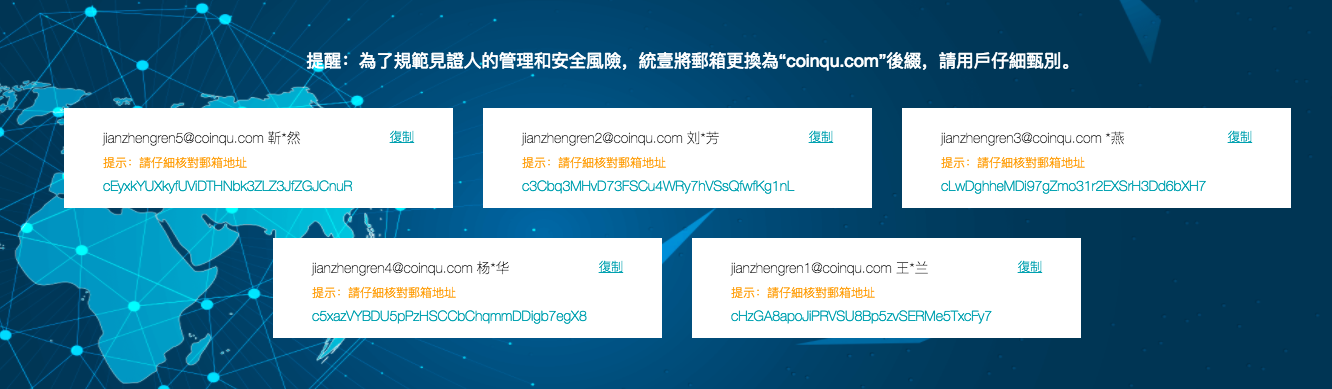 提醒：為了規範見證人的管理和安全風險，統壹將郵箱更換為“coinqu.com”後綴，請用戶仔細甄別。
jianzhengren5@coinqu.com 靳*然
復制
提示：請仔細核對郵箱地址
cEyxkYUXkyfUViDTHNbk3ZLZ3JfZGJCnuR
jianzhengren2@coinqu.com 刘*芳
復制
提示：請仔細核對郵箱地址
c3Cbq3MHvD73FSCu4WRy7hVSsQfwfKg1nL
jianzhengren3@coinqu.com *燕
復制
提示：請仔細核對郵箱地址
cLwDghheMDi97gZmo31r2EXSrH3Dd6bXH7
jianzhengren4@coinqu.com 杨*华
復制
提示：請仔細核對郵箱地址
c5xazVYBDU5pPzHSCCbChqmmDDigb7egX8
jianzhengren1@coinqu.com 王*兰
復制
提示：請仔細核對郵箱地址
cHzGA8apoJiPRVSU8Bp5zvSERMe5TxcFy7